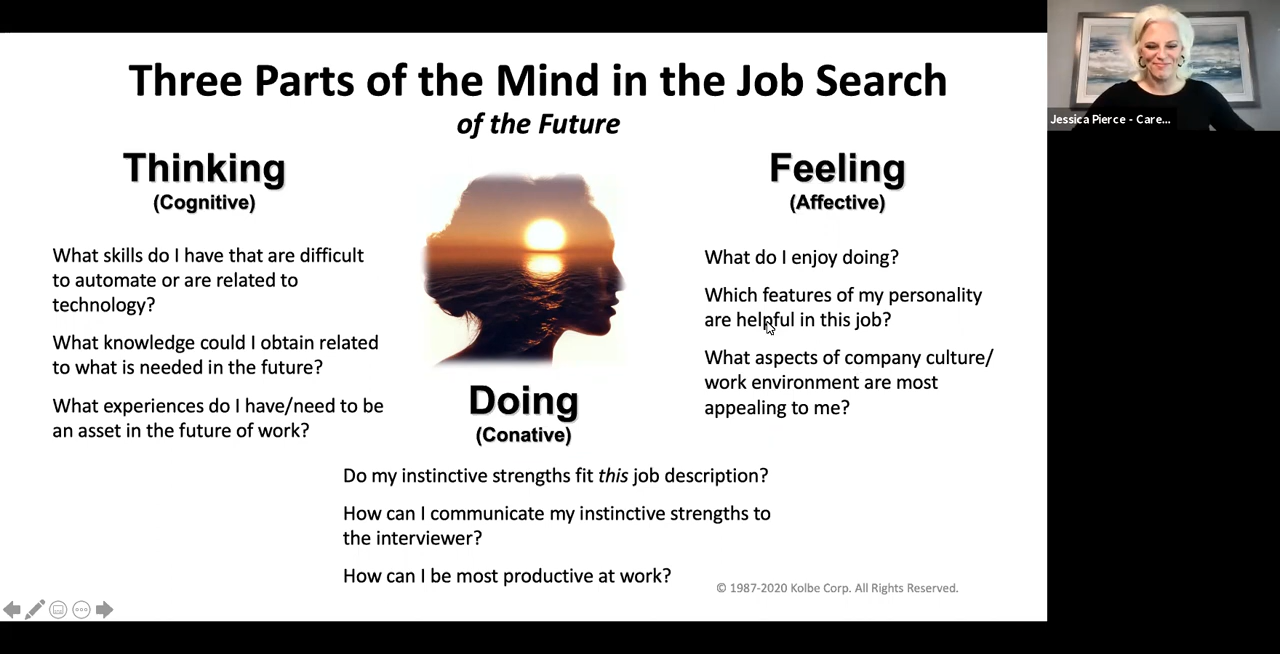 Three Parts of the Mind in the Job Search
of the Future
Thinking
(Cognitive)
What skills do I have that are difficult
to automate or are related to
technology?
What knowledge could I obtain related
to what is needed in the future?
What experiences do I have/need to be
an asset in the future of work?
Feeling
(Affective)
What do I enjoy doing?
Which features of my personality
are helpful in this job?
What aspects of company culture/
work environment are most
appealing to me?
Doing
(Conative)
Do my instinctive strengths fit this job description?
How can I communicate my instinctive strengths to
the interviewer?
How can I be most productive at work?
© 1987-2020 Kolbe Corp. All Rights Reserved.
Jessica Pierce - Care...